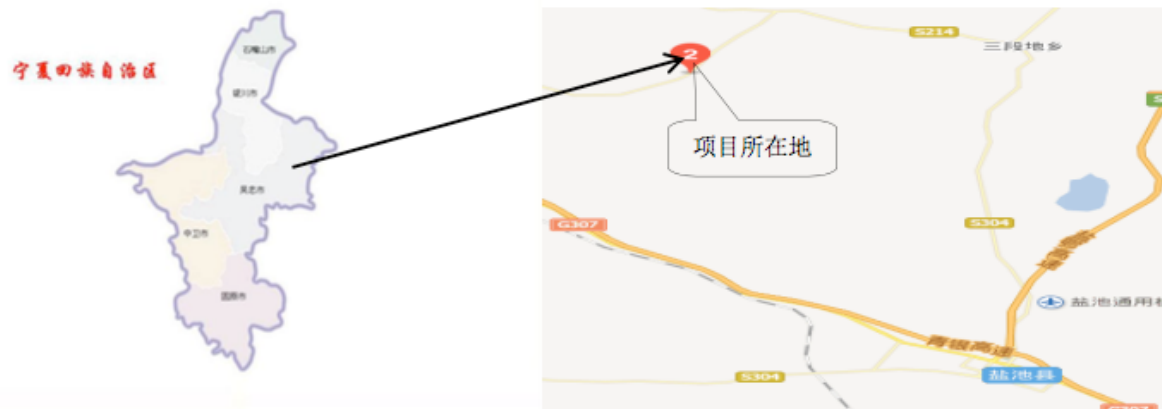 宁夏回族自治区
石嘴山市
银川市
吴忠市
中卫市
固原市
2
项目所在地
S214
三段地乡
G307
S304
盐池通用机
青银高速
S304
盐池县
G307